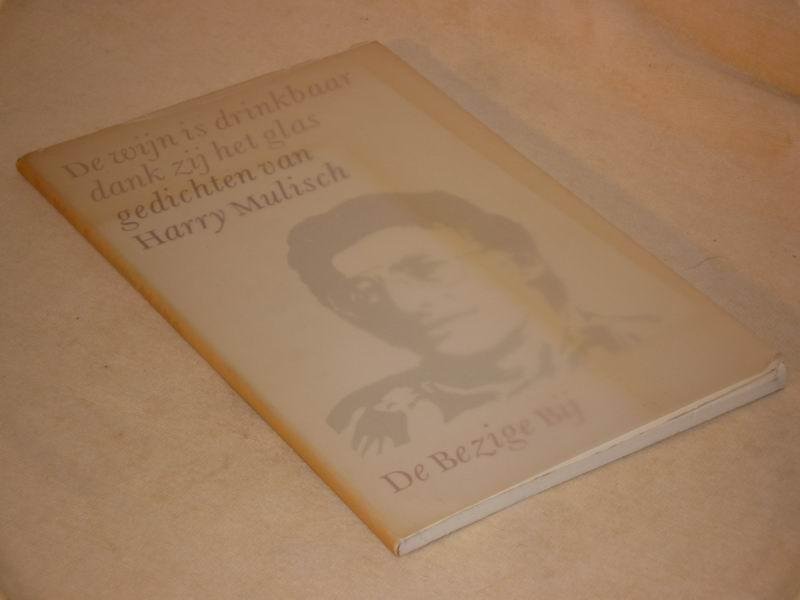 De wijn is drinkbaar
dank zij het glas
gedichten van
Harry Mulisch
De Bezige Bij